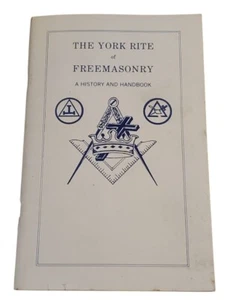 THE YORK RITE
of
FREEMASONRY
A HISTORY AND HANDBOOK